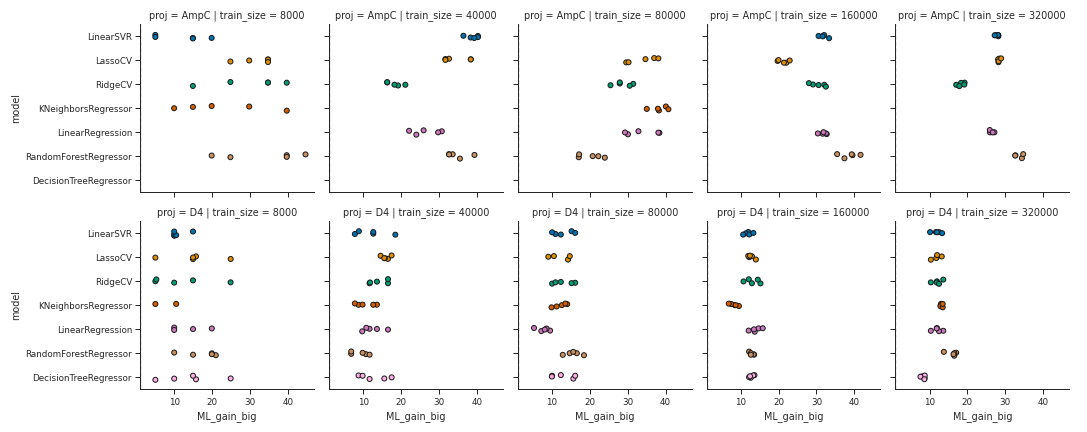 proj = AmpC | train_size = 8000
proj = AmpC | train_size = 40000
proj = AmpC | train_size = 80000
proj = AmpC | train_size = 160000
proj = AmpC | train_size = 320000
model
LinearSVR
LassoCV
RidgeCV
KNeighborsRegressor
LinearRegression
RandomForestRegressor
DecisionTreeRegressor
proj = D4 | train_size = 8000
proj = D4 | train_size = 40000
proj = D4 | train_size = 80000
proj = D4 | train_size = 160000
proj = D4 | train_size = 320000
model
LinearSVR
LassoCV
RidgeCV
KNeighborsRegressor
LinearRegression
RandomForestRegressor
DecisionTreeRegressor
10 20 30 40
10 20 30 40
10 20 30 40
10 20 30 40
10 20 30 40
ML_gain_big
ML_gain_big
ML_gain_big
ML_gain_big
ML_gain_big